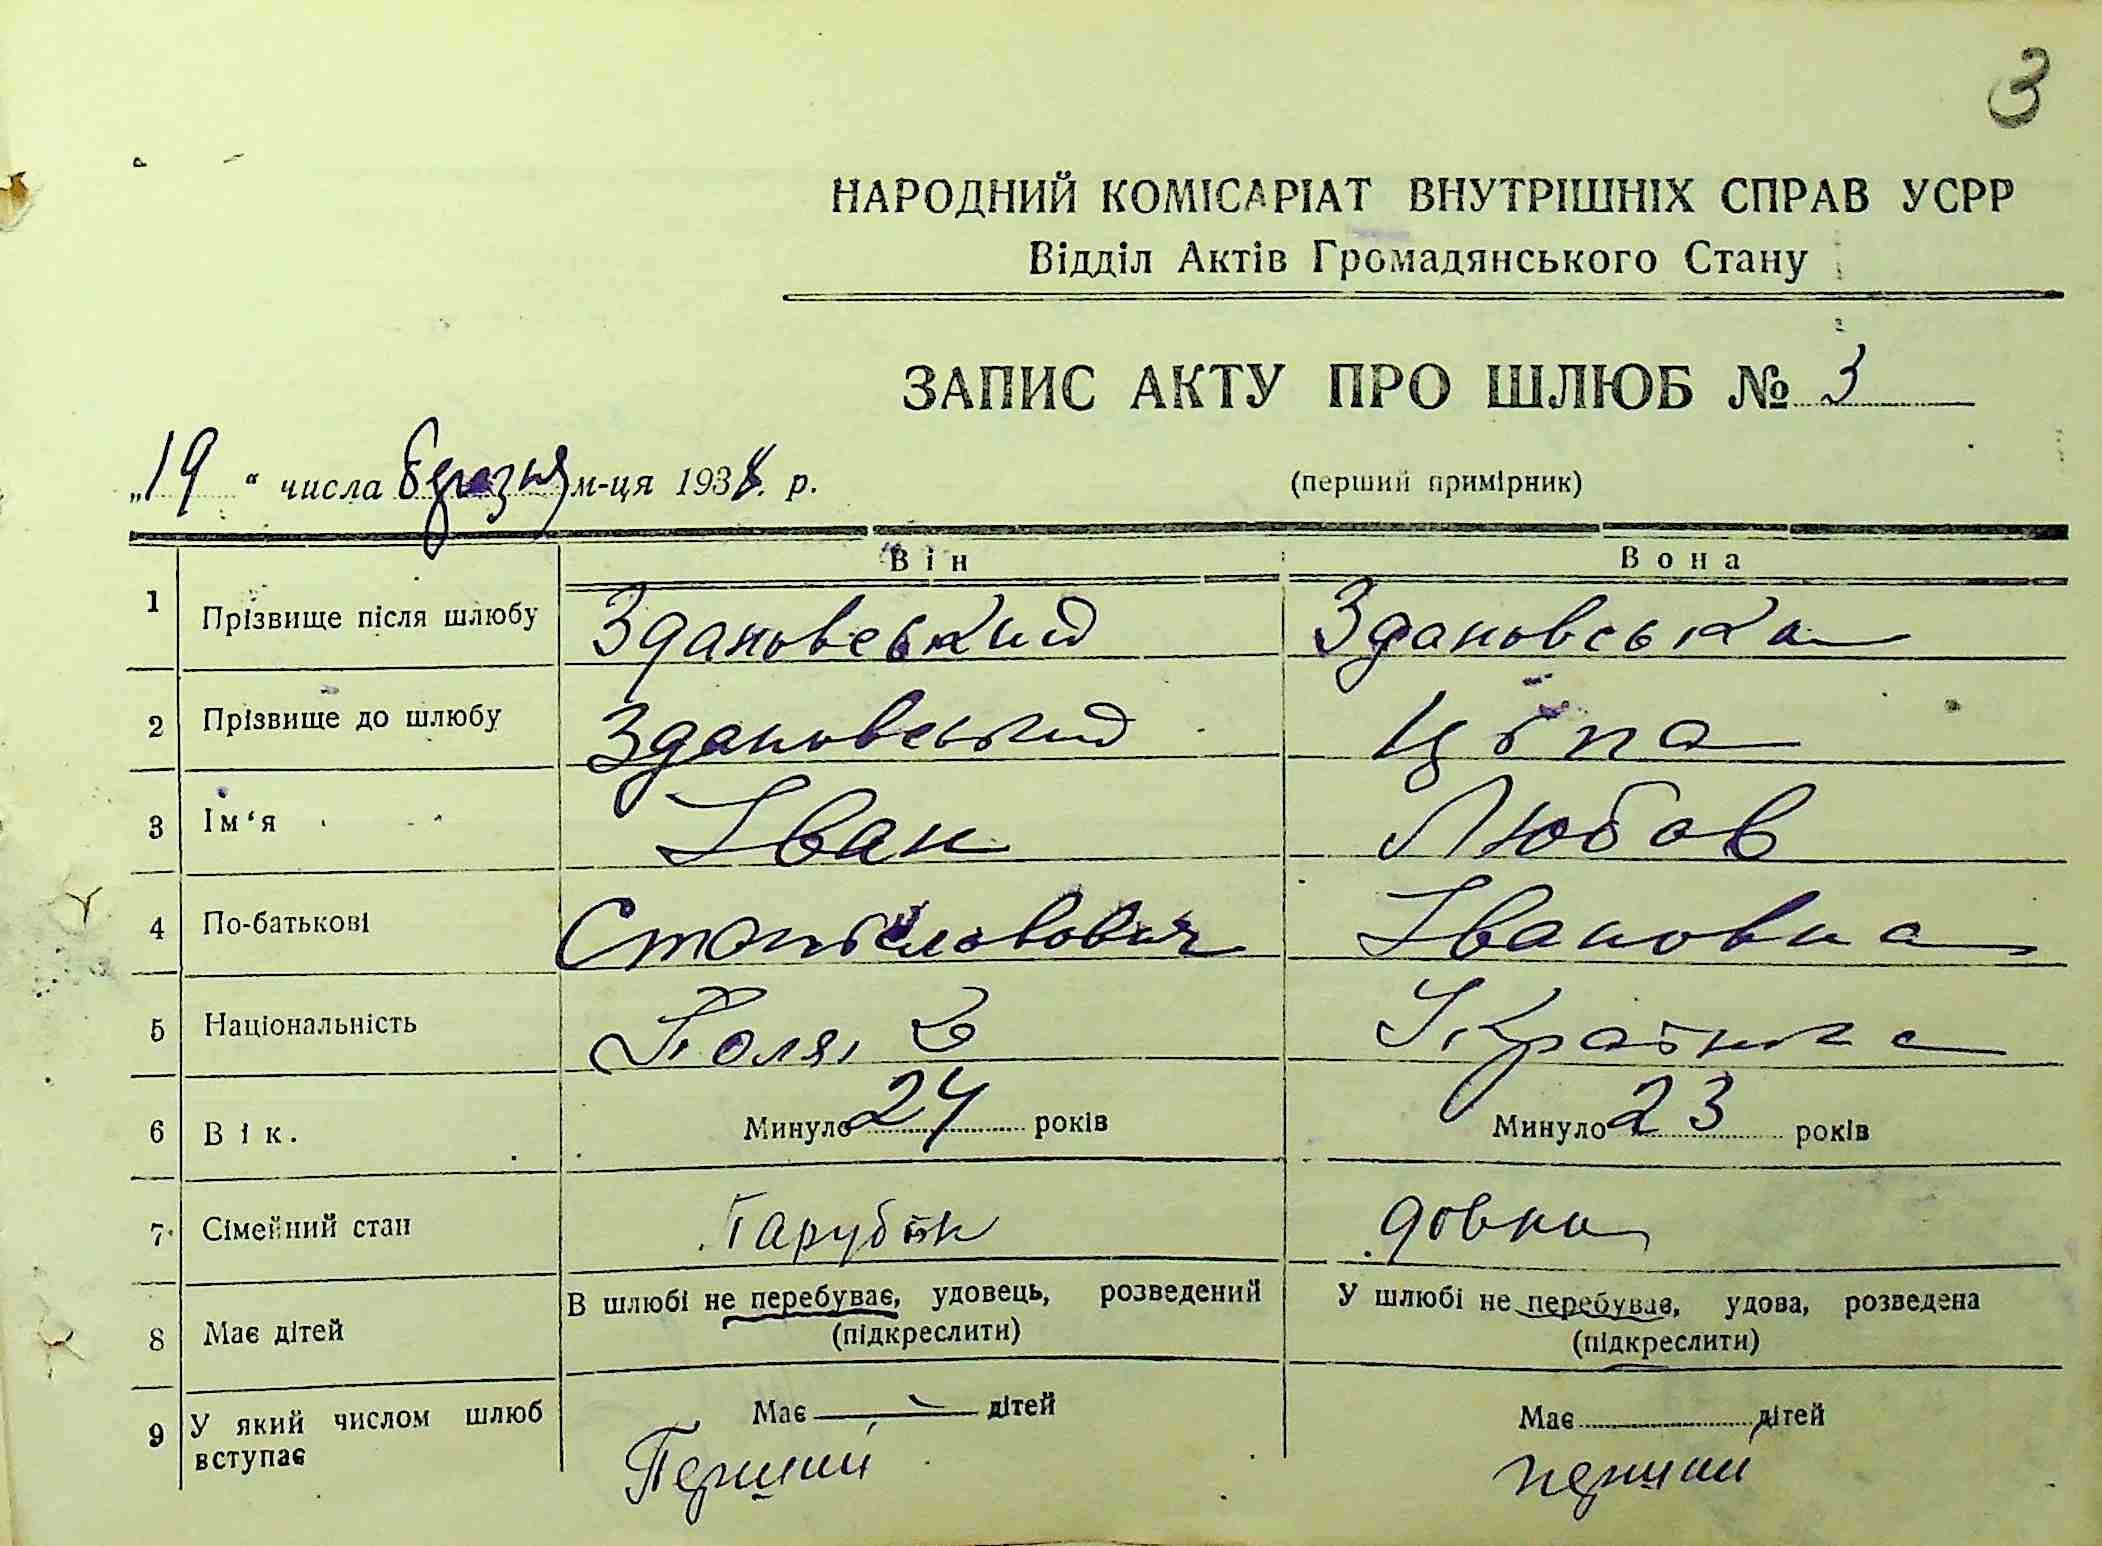 3
НАРОДНИЙ КОМІСАРІАТ ВНУТРІШНІХ СПРАВ УСРР
Відділ Актів Громадянського Стану
ЗАПИС АКТУ ПРО ШЛЮБ № 3
„19“ числа березня м-ця 1938. р. (перший примірник)
Він Вона
1 Прізвище після шлюбу Здановський Здановська
2 Прізвище до шлюбу Здановський Ціпа
3 Ім‘я Іван Любов
4 По-батькові Станіславович Івановна
5 Національність Поляк Українка
6 Вік. Минуло 24 років Минуло 23 років
7 Сімейний стан Парубок
В шлюбі не перебуває, удовець, розведений У шлюбі не перебуває, удова, розведена
8 Має дітей (підкреслити) (підкреслити)
Має дітей Має дітей
9 У який числом шлюб вступає Перший перший